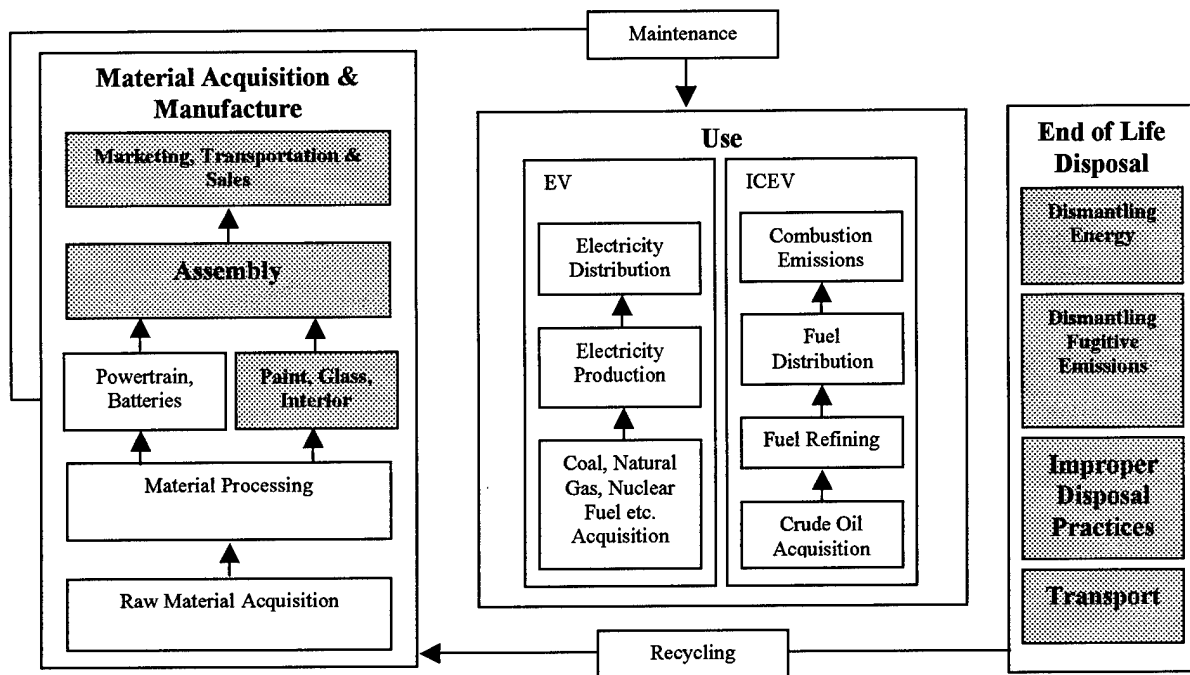 Maintenance
Material Acquisition &
Manufacture
Marketing, Transportation &
Sales
Assembly
Powertrain,
Batteries
Paint, Glass,
Interior
Material Processing
Raw Material Acquisition
Use
EV
Electricity
Distribution
Electricity
Production
Coal, Natural
Gas, Nuclear
Fuel etc.
Acquisition
ICEV
Combustion
Emissions
Fuel
Distribution
Fuel Refining
Crude Oil
Acquisition
End of Life
Disposal
Dismantling
Energy
Dismantling
Fugitive
Emissions
Improper
Disposal
Practices
Transport
Recycling